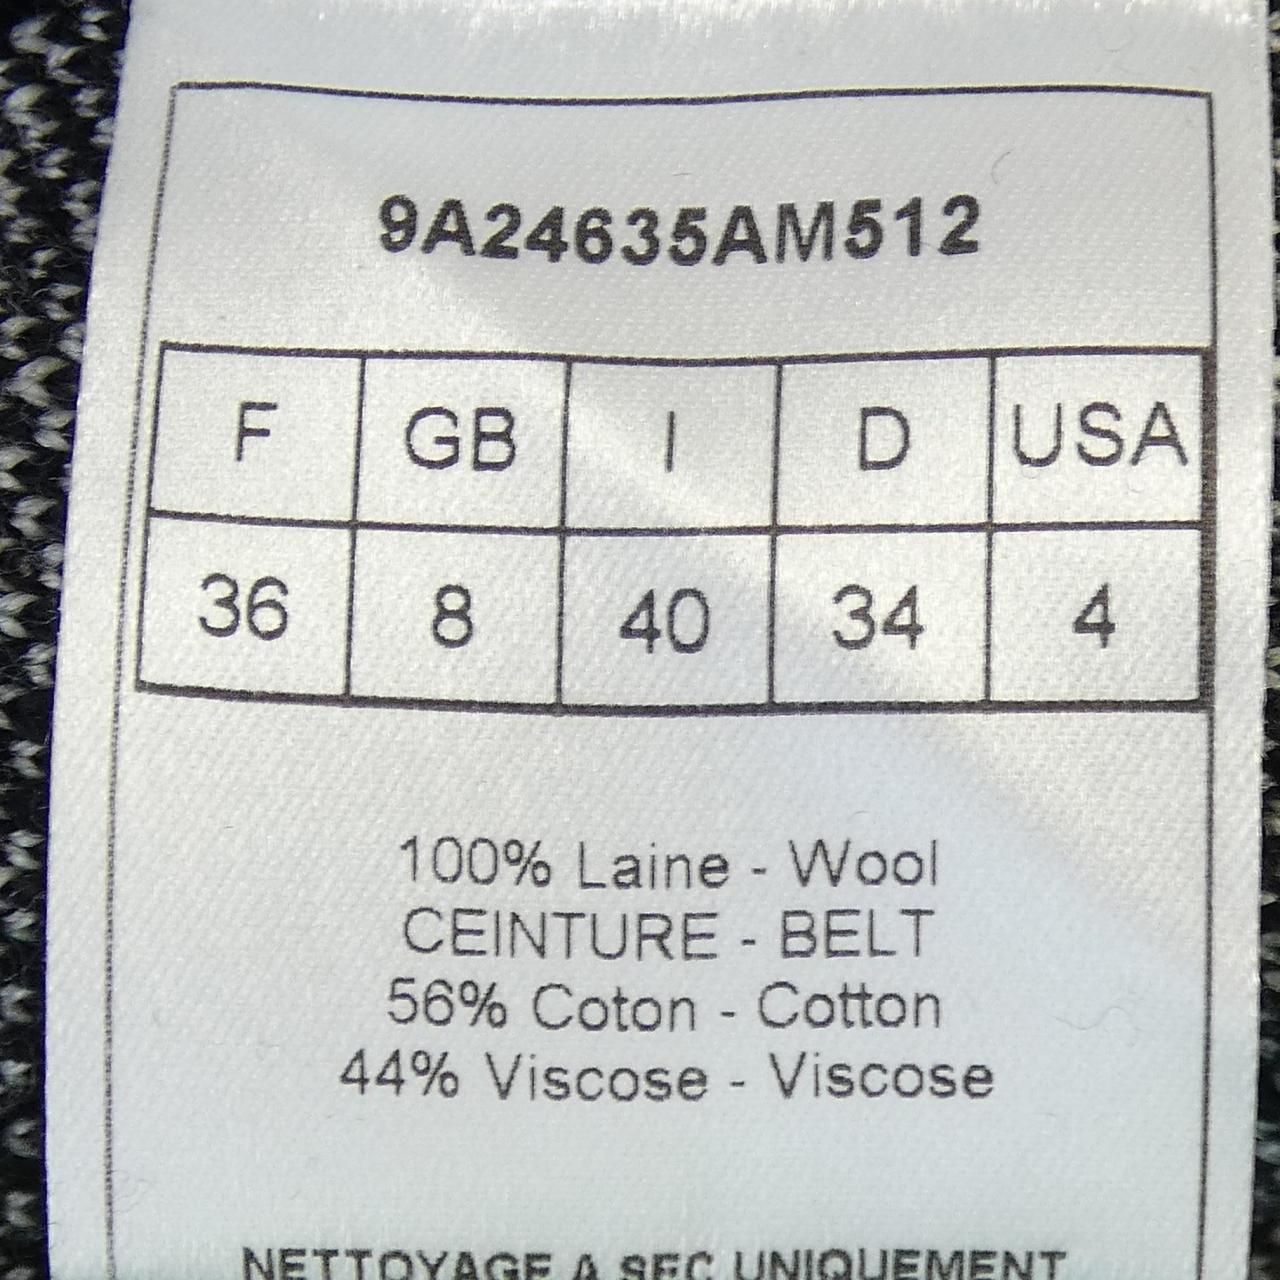 9A24635AM512
F GB I D USA
36 8 40 34 4
100% Laine - Wool
CEINTURE - BELT
56% Coton - Cotton
44% Viscose - Viscose
NETTOYAGE A SEC UNIQUEMENT